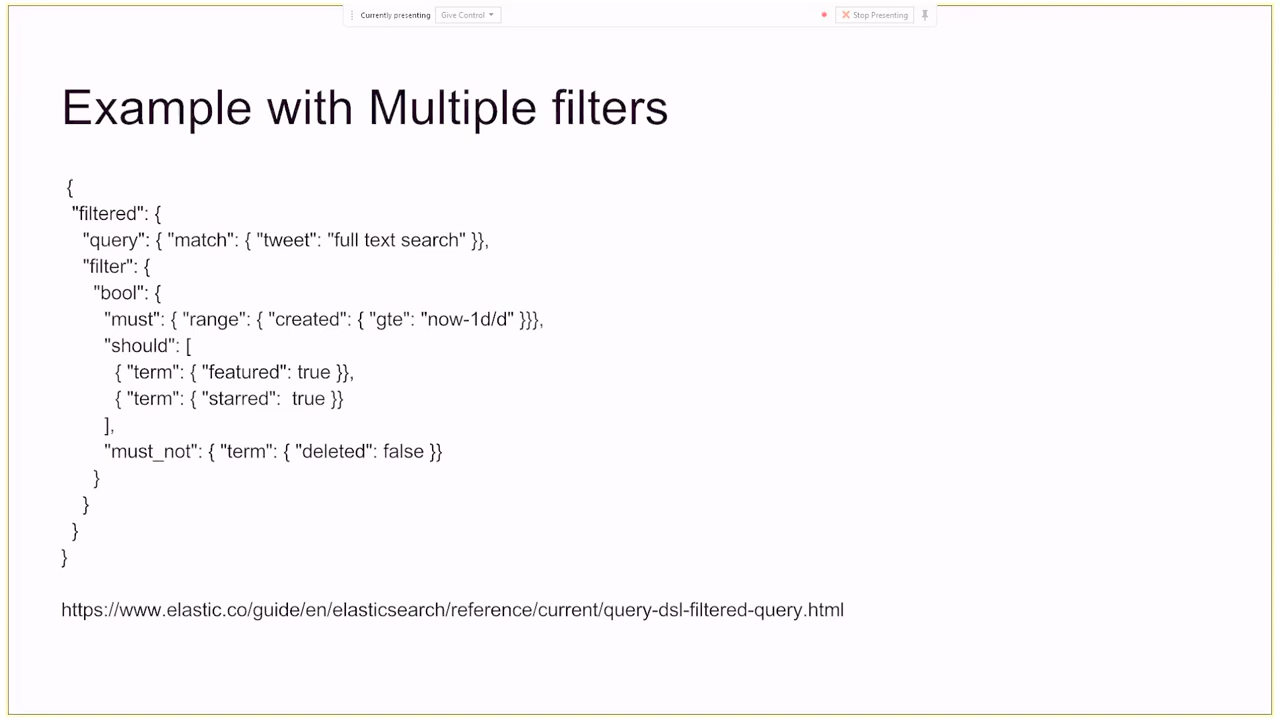 Currently presenting Give Control Stop Presenting
Example with Multiple filters
{
"filtered": {
"query": { "match": { "tweet": "full text search" }},
"filter": {
"bool": {
"must": { "range": { "created": { "gte": "now-1d/d" }}},
"should": [
{ "term": { "featured": true }},
{ "term": { "starred":  true }}
],
"must_not": { "term": { "deleted": false }}
}
}
}
}
https://www.elastic.co/guide/en/elasticsearch/reference/current/query-dsl-filtered-query.html